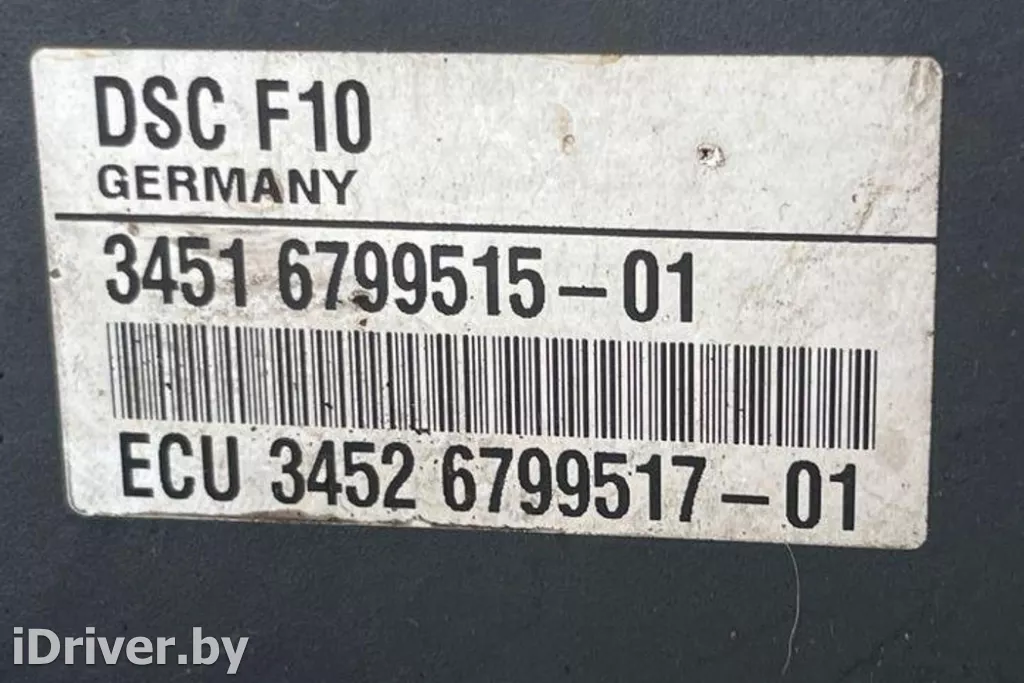 DSC F10
GERMANY
3451 6799515-01
ECU 3452 6799517-01
iDriver.by